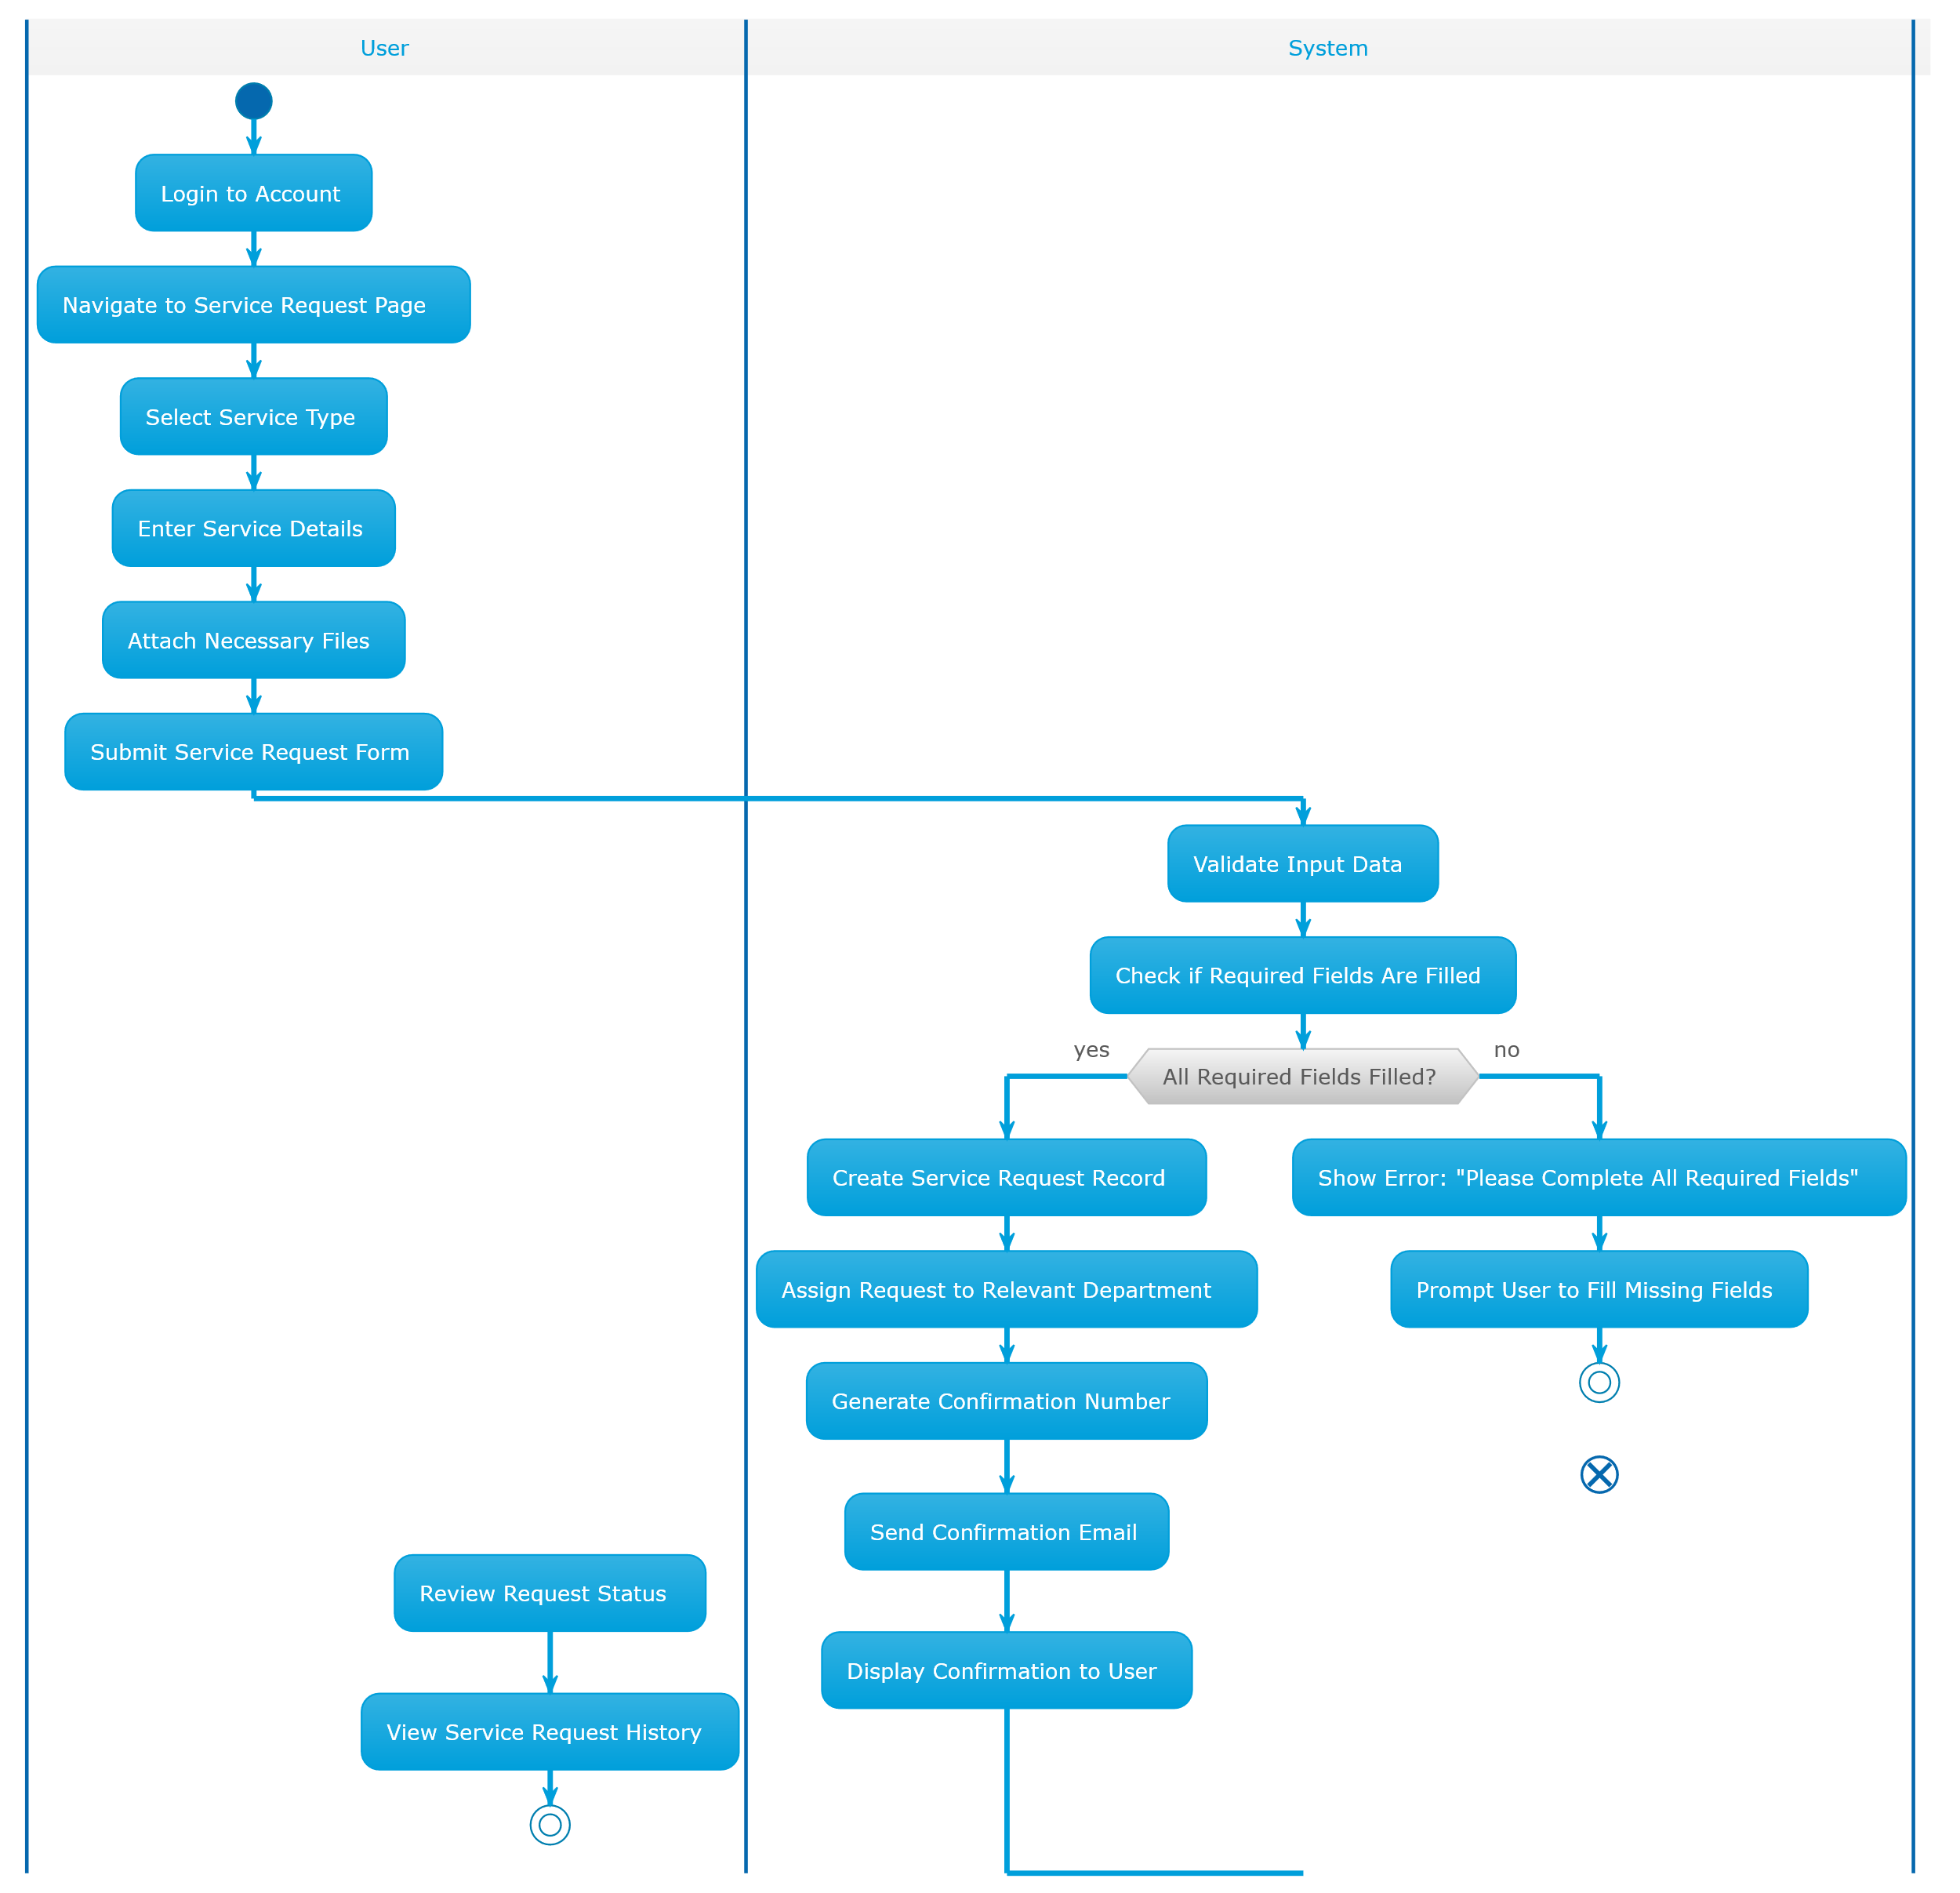 User
System
Login to Account
Navigate to Service Request Page
Select Service Type
Enter Service Details
Attach Necessary Files
Submit Service Request Form
Validate Input Data
Check if Required Fields Are Filled
yes
All Required Fields Filled?
no
Create Service Request Record
Show Error: "Please Complete All Required Fields"
Assign Request to Relevant Department
Prompt User to Fill Missing Fields
Generate Confirmation Number
Send Confirmation Email
Review Request Status
Display Confirmation to User
View Service Request History